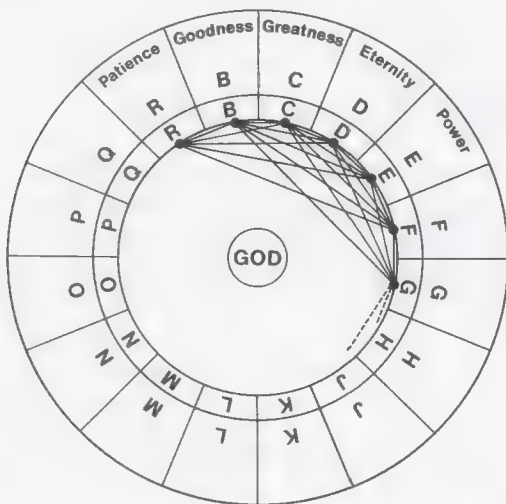 Patience
Goodness
Greatness
Eternity
Power
R
B
C
D
E
F
G
H
J
K
L
M
N
O
P
Q
R
B
C
D
E
F
G
H
J
K
L
M
N
O
P
Q
GOD